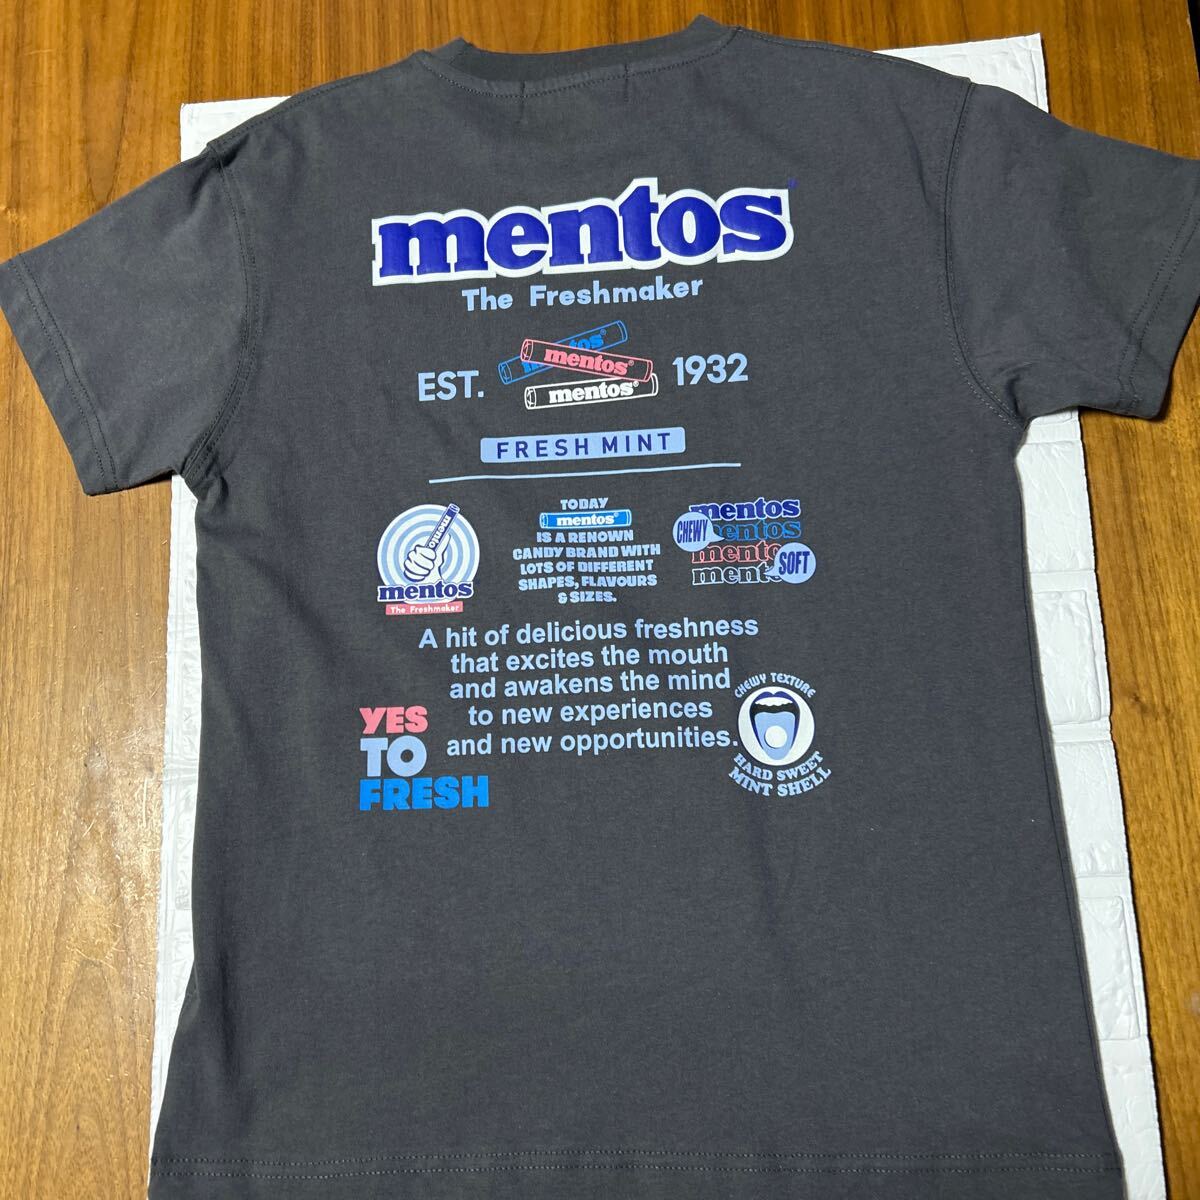 mentos
The Freshmaker
EST.
mentos®
mentos®
1932
FRESH MINT
mentos
mentos
The Freshmaker
TODAY
mentos®
IS A RENOWN
CANDY BRAND WITH
LOTS OF DIFFERENT
SHAPES, FLAVOURS
& SIZES.
mentos
CHEWY
mentos
mentos
SOFT
A hit of delicious freshness
that excites the mouth
and awakens the mind
to new experiences
and new opportunities.
YES
TO
FRESH
CHEWY TEXTURE
HARD SWEET
MINT SHELL